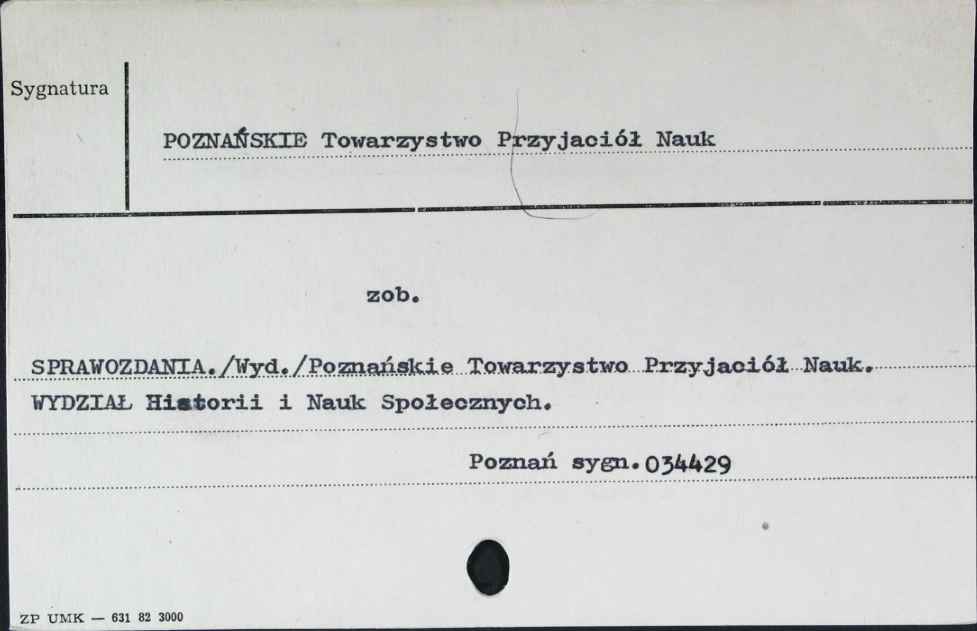 Sygnatura
POZNAŃSKIE Towarzystwo Przyjaciół Nauk
zob.
SPRAWOZDANIA./Wyd./Poznańskie Towarzystwo Przyjaciół Nauk.
WYDZIAŁ Historii i Nauk Społecznych.
Poznań sygn.034429
ZP UMK — 631 82 3000